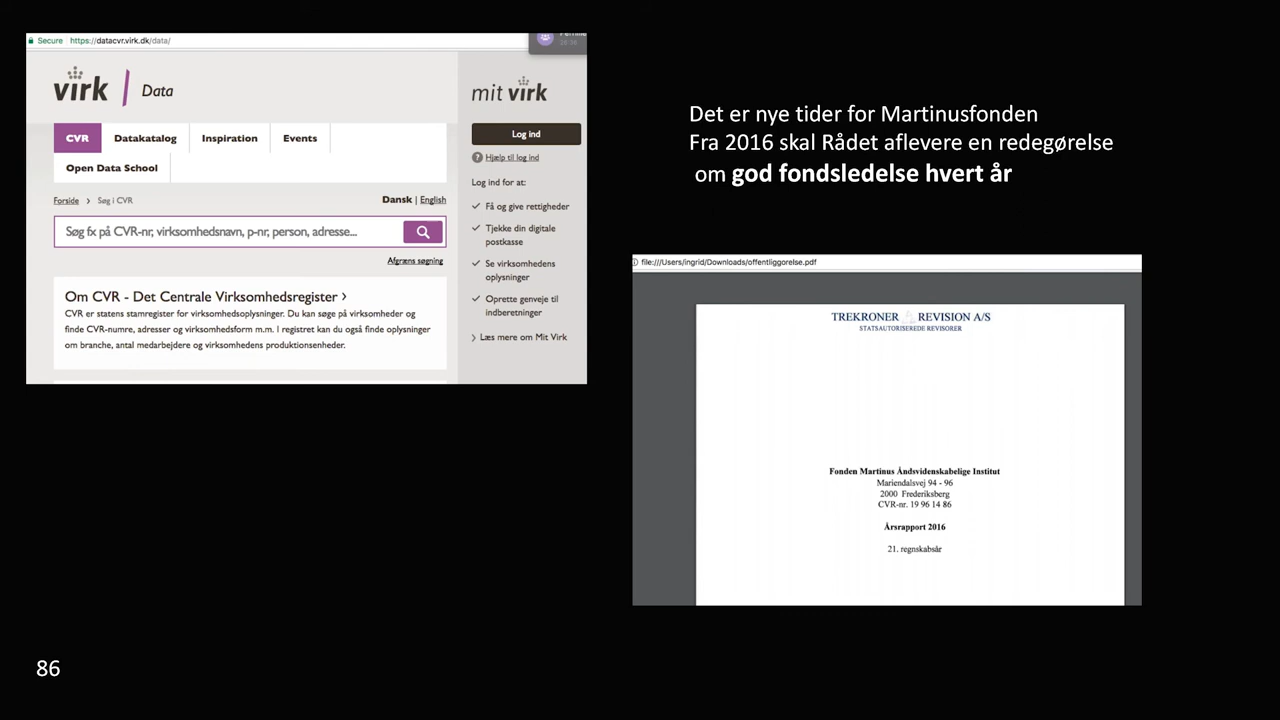 Secure https://datacvr.virk.dk/data/
virk Data
CVR
Datakatalog
Inspiration
Events
Open Data School
Forside > Søg i CVR
Dansk | English
Søg fx på CVR-nr, virksomhedsnavn, p-nr, person, adresse...
Afgræns søgning
Om CVR - Det Centrale Virksomhedsregister >
CVR er statens stamregister for virksomhedsoplysninger. Du kan søge på virksomheder og
finde CVR-numre, adresser og virksomhedsform m.m. I registret kan du også finde oplysninger
om branche, antal medarbejdere og virksomhedens produktionsenheder.
mit virk
Log ind
? Hjælp til log ind
Log ind for at:
Få og give rettigheder
Tjekke din digitale
postkasse
Se virksomhedens
oplysninger
Oprette genveje til
indberetninger
> Læs mere om Mit Virk
Det er nye tider for Martinusfonden
Fra 2016 skal Rådet aflevere en redegørelse
om god fondsledelse hvert år
file:///Users/ingrid/Downloads/offentliggorelse.pdf
TREKRONER REVISION A/S
STATSAUTORISEREDE REVISORER
Fonden Martinus Åndsvidenskabelige Institut
Mariendalsvej 94 - 96
2000 Frederiksberg
CVR-nr. 19 96 14 86
Årsrapport 2016
21. regnskabsår
86